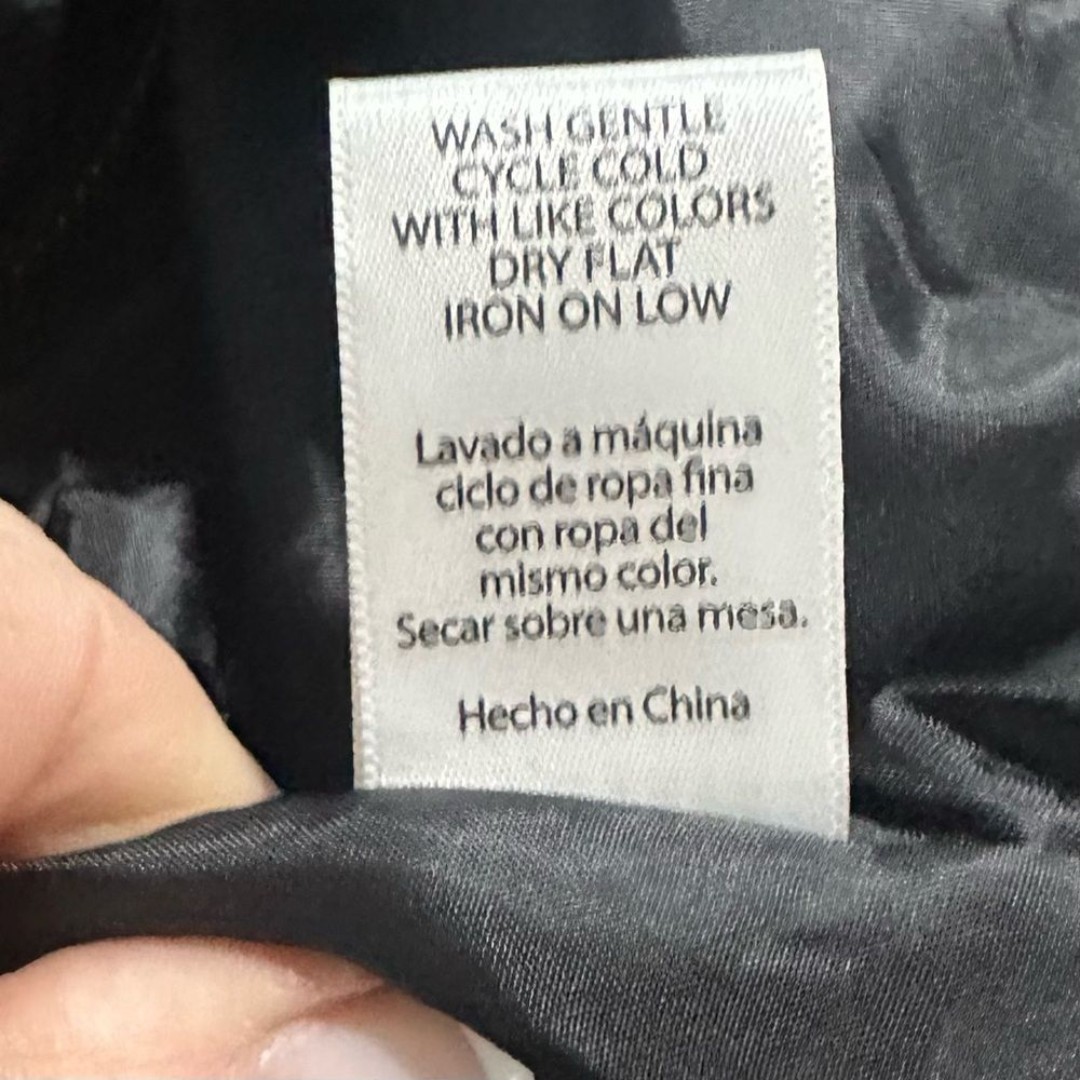 WASH GENTLE
CYCLE COLD
WITH LIKE COLORS
DRY FLAT
IRON ON LOW
Lavado a máquina
ciclo de ropa fina
con ropa del
mismo color.
Secar sobre una mesa.
Hecho en China